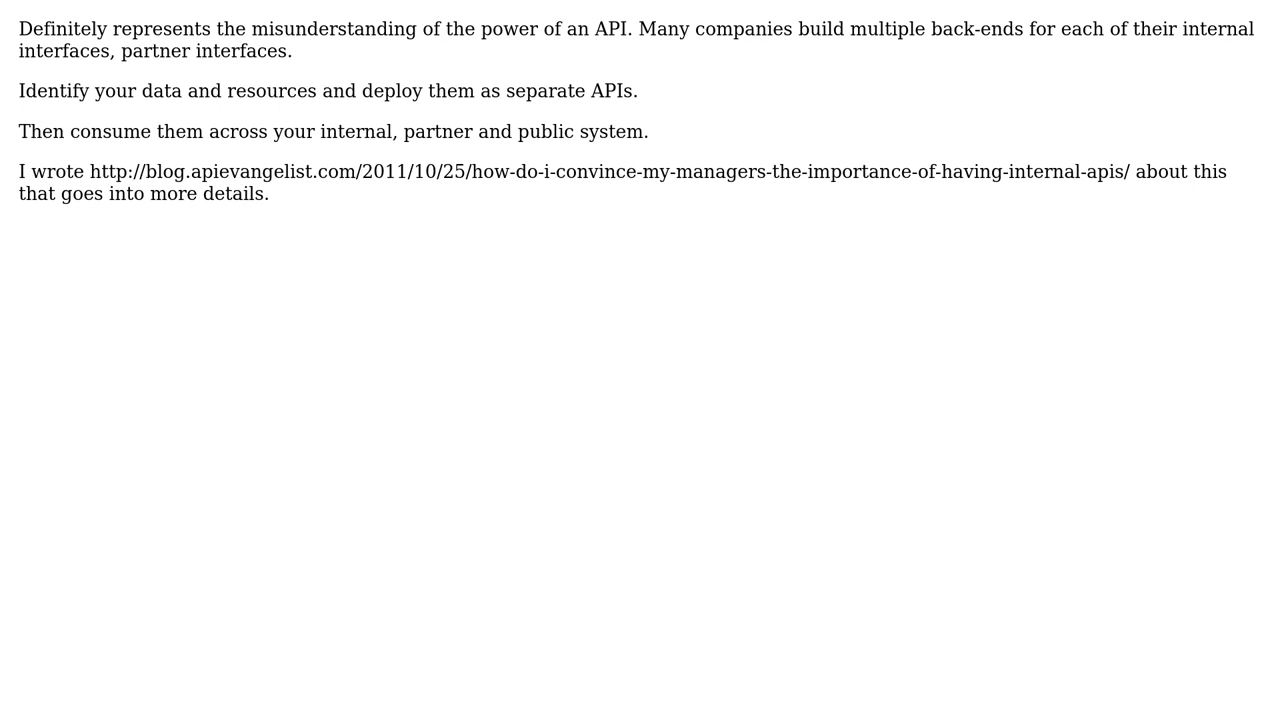 Definitely represents the misunderstanding of the power of an API. Many companies build multiple back-ends for each of their internal
interfaces, partner interfaces.
Identify your data and resources and deploy them as separate APIs.
Then consume them across your internal, partner and public system.
I wrote http://blog.apievangelist.com/2011/10/25/how-do-i-convince-my-managers-the-importance-of-having-internal-apis/ about this
that goes into more details.